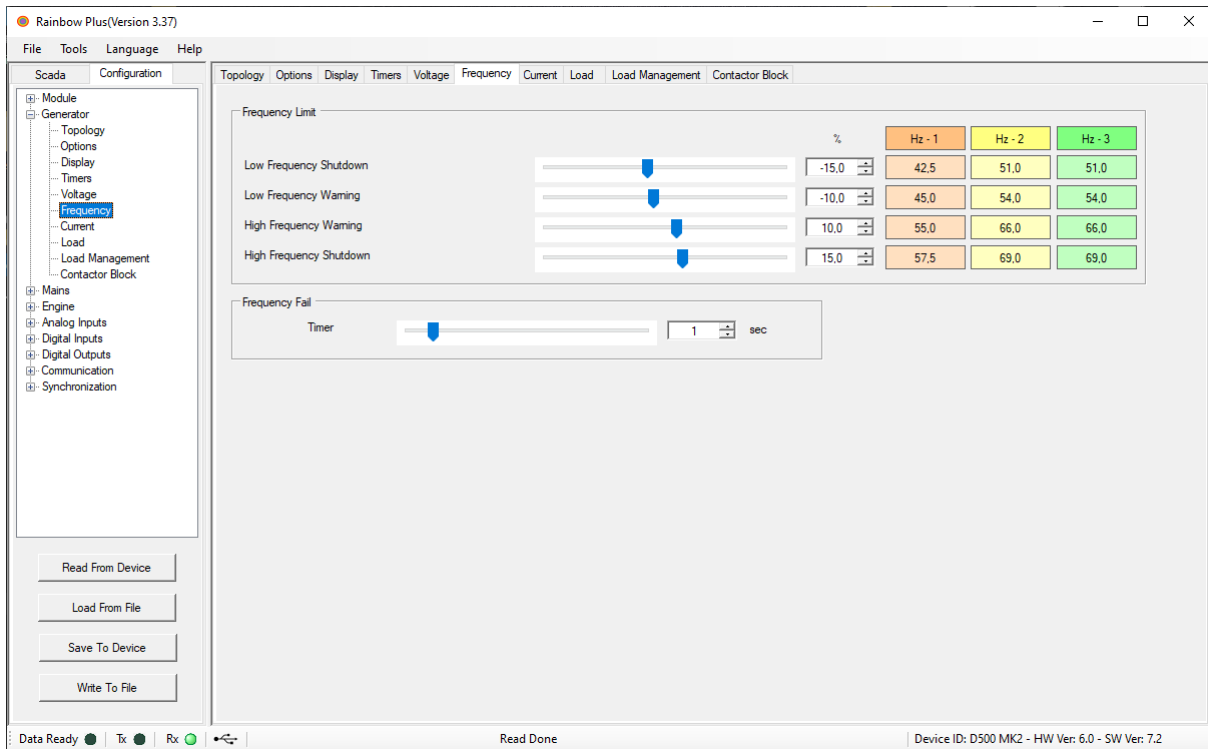 Rainbow Plus(Version 3.37)
File Tools Language Help
Scada Configuration
Topology Options Display Timers Voltage Frequency Current Load Load Management Contactor Block
Module
Generator
Topology
Options
Display
Timers
Voltage
Frequency
Current
Load
Load Management
Contactor Block
Mains
Engine
Analog Inputs
Digital Inputs
Digital Outputs
Communication
Synchronization
Read From Device
Load From File
Save To Device
Write To File
Frequency Limit
% Hz - 1 Hz - 2 Hz - 3
Low Frequency Shutdown -15,0 42,5 51,0 51,0
Low Frequency Warning -10,0 45,0 54,0 54,0
High Frequency Warning 10,0 55,0 66,0 66,0
High Frequency Shutdown 15,0 57,5 69,0 69,0
Frequency Fail
Timer 1 sec
Data Ready Tx Rx Read Done Device ID: D500 MK2 - HW Ver: 6.0 - SW Ver: 7.2